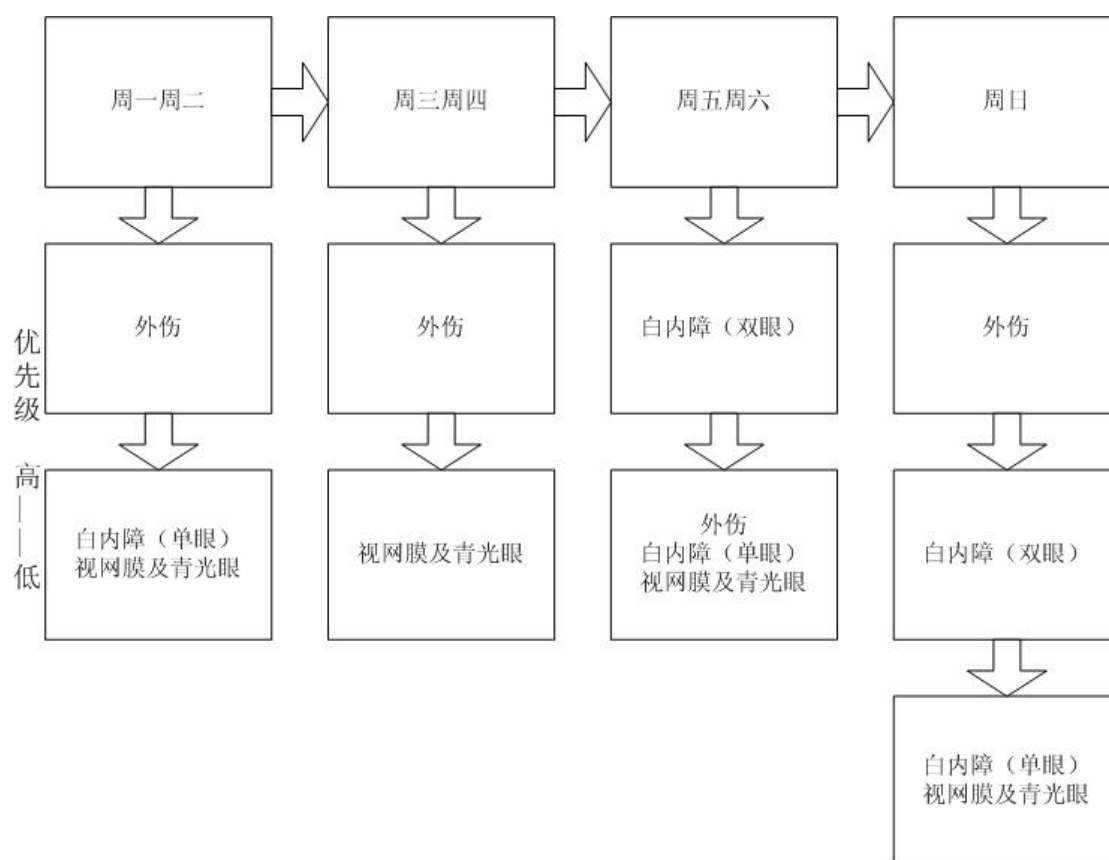 周一周二
周三周四
周五周六
周日
外伤
外伤
白内障（双眼）
外伤
优先级
高——低
白内障（单眼）
视网膜及青光眼
视网膜及青光眼
外伤
白内障（单眼）
视网膜及青光眼
白内障（双眼）
白内障（单眼）
视网膜及青光眼